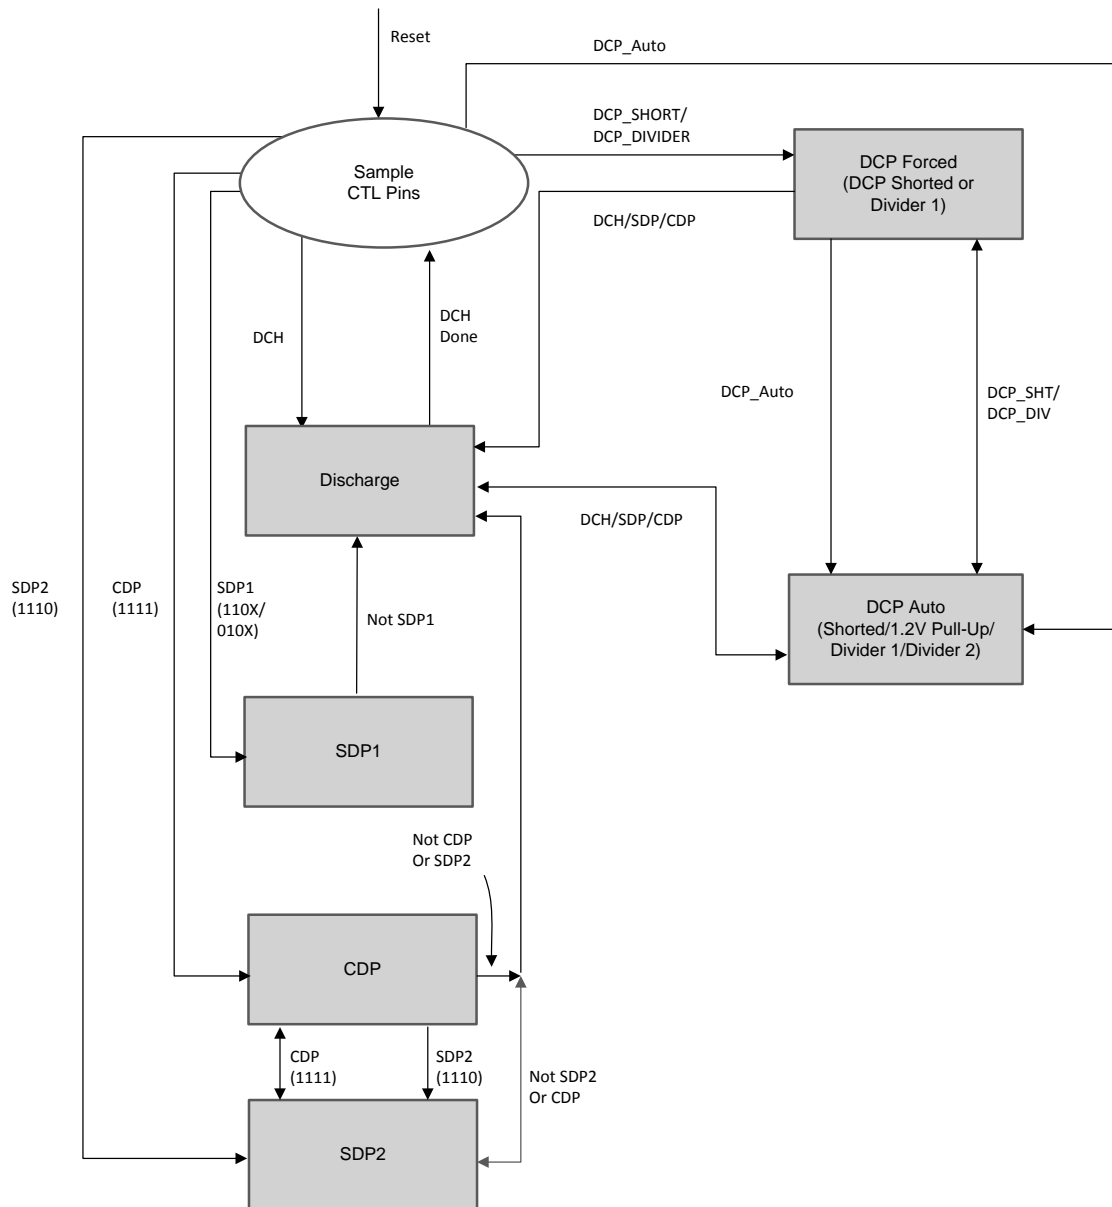 Reset
DCP_Auto
DCP_SHORT/
DCP_DIVIDER
Sample
CTL Pins
DCP Forced
(DCP Shorted or
Divider 1)
DCH/SDP/CDP
DCH
DCH
Done
DCP_Auto
DCP_SHT/
DCP_DIV
Discharge
DCH/SDP/CDP
SDP2
(1110)
CDP
(1111)
SDP1
(110X/
010X)
Not SDP1
DCP Auto
(Shorted/1.2V Pull-Up/
Divider 1/Divider 2)
SDP1
Not CDP
Or SDP2
CDP
CDP
(1111)
SDP2
(1110)
Not SDP2
Or CDP
SDP2